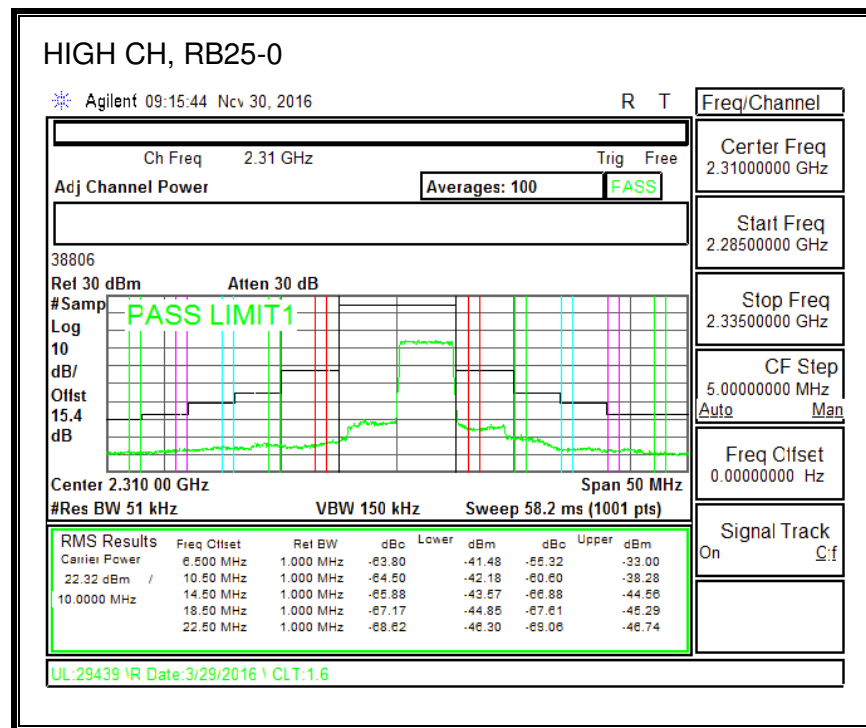 HIGH CH, RB25-0
Agilent 09:15:44 Nov 30, 2016 R T
Freq/Channel
Ch Freq 2.31 GHz Trig Free
Adj Channel Power Averages: 100 PASS
Center Freq
2.31000000 GHz
Start Freq
2.28500000 GHz
Stop Freq
2.33500000 GHz
CF Step
5.00000000 MHz
Auto Man
Freq Offset
0.00000000 Hz
Signal Track
On Off
38806
Ref 30 dBm Atten 30 dB
#Samp
Log
10
dB/
Offst
15.4
dB
PASS LIMIT1
Center 2.310 00 GHz Span 50 MHz
#Res BW 51 kHz VBW 150 kHz Sweep 58.2 ms (1001 pts)
RMS Results Freq Offset Ref BW dBc Lower dBm dBc Upper dBm
Carrier Power 6.500 MHz 1.000 MHz -63.80 -41.48 -55.32 -33.00
22.32 dBm / 10.50 MHz 1.000 MHz -64.50 -42.18 -60.60 -38.28
10.0000 MHz 14.50 MHz 1.000 MHz -65.88 -43.57 -66.88 -44.56
18.50 MHz 1.000 MHz -67.17 -44.85 -67.61 -45.29
22.50 MHz 1.000 MHz -68.62 -46.30 -69.06 -46.74
UL:29439 \R Date:3/29/2016 \ CLT:1.6